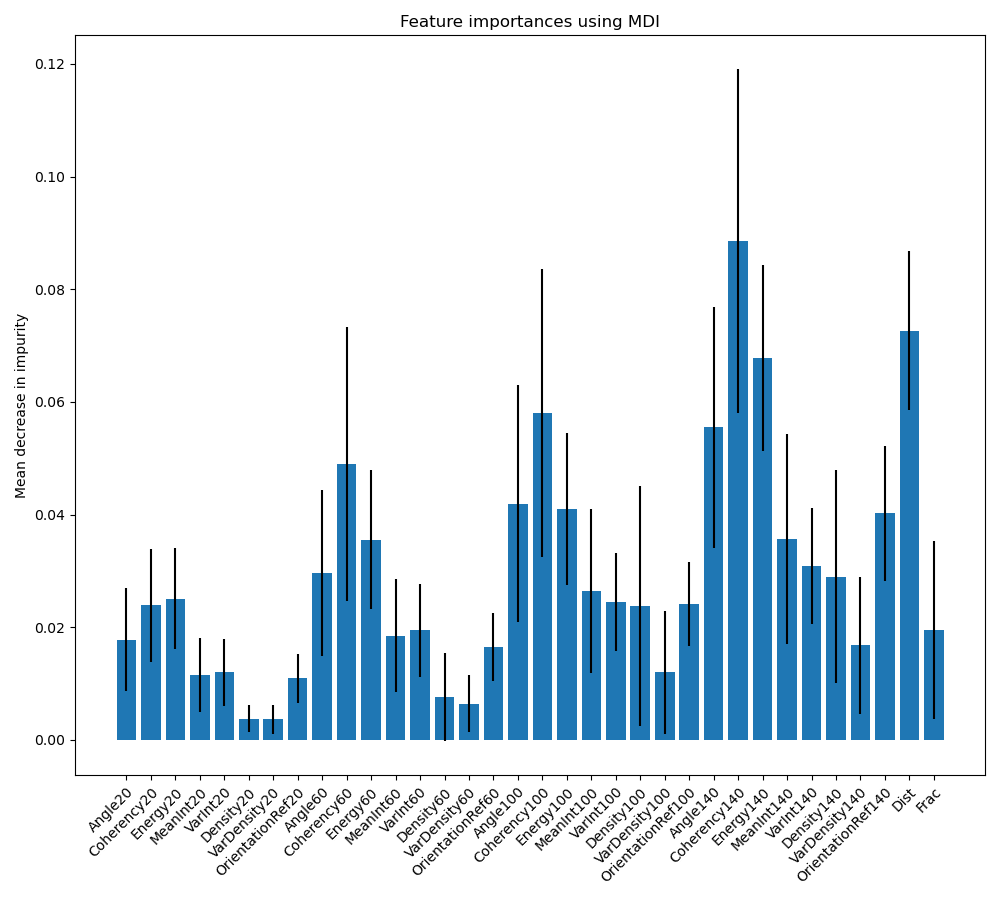 Feature importances using MDI
Mean decrease in impurity
0.12
0.10
0.08
0.06
0.04
0.02
0.00
Angle20
Coherency20
Energy20
MeanInt20
VarInt20
Density20
VarDensity20
OrientationRef20
Angle60
Coherency60
Energy60
MeanInt60
VarInt60
Density60
VarDensity60
OrientationRef60
Angle100
Coherency100
Energy100
MeanInt100
VarInt100
Density100
VarDensity100
OrientationRef100
Angle140
Coherency140
Energy140
MeanInt140
VarInt140
Density140
VarDensity140
OrientationRef140
Dist
Frac